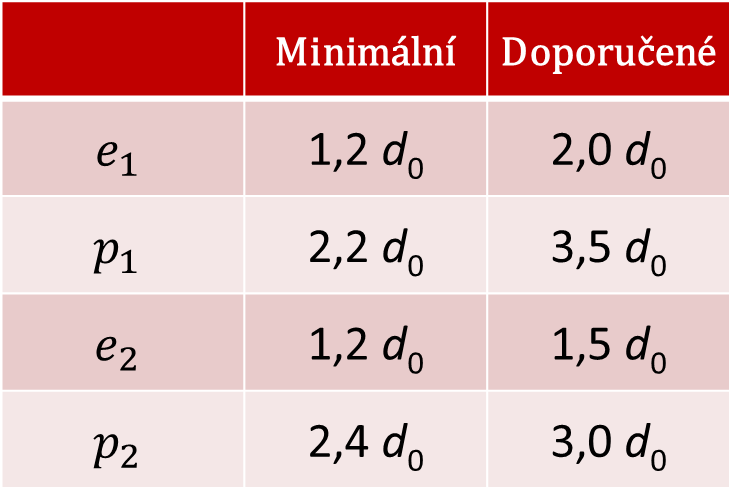 Minimální Doporučené
e₁ 1,2 d₀ 2,0 d₀
p₁ 2,2 d₀ 3,5 d₀
e₂ 1,2 d₀ 1,5 d₀
p₂ 2,4 d₀ 3,0 d₀